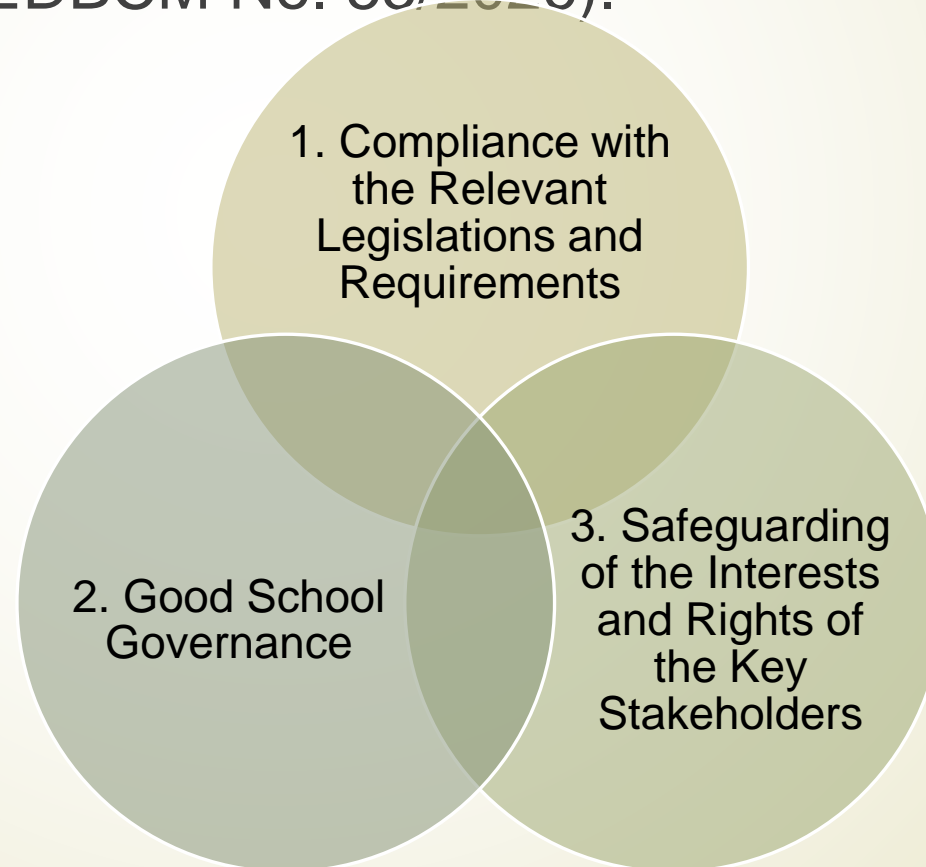 1. Compliance with
the Relevant
Legislations and
Requirements
2. Good School
Governance
3. Safeguarding
of the Interests
and Rights of
the Key
Stakeholders